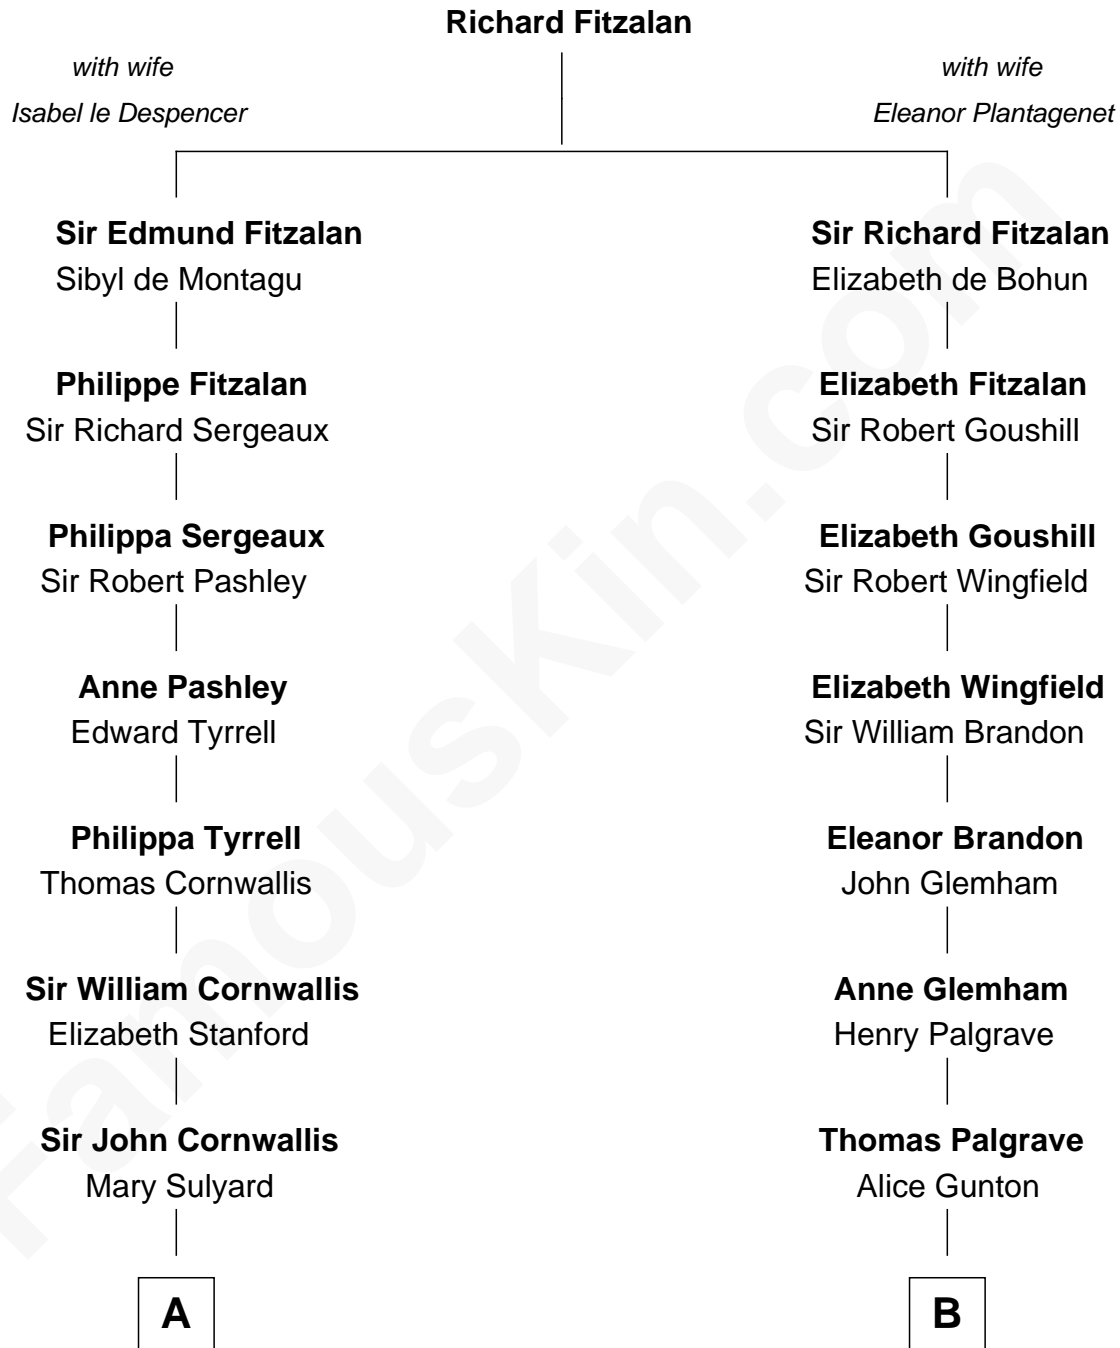 Richard Fitzalan
with wife
Isabel le Despencer
with wife
Eleanor Plantagenet
Sir Edmund Fitzalan
Sibyl de Montagu
Sir Richard Fitzalan
Elizabeth de Bohun
Philippe Fitzalan
Sir Richard Sergeaux
Elizabeth Fitzalan
Sir Robert Goushill
Philippa Sergeaux
Sir Robert Pashley
Elizabeth Goushill
Sir Robert Wingfield
Anne Pashley
Edward Tyrrell
Elizabeth Wingfield
Sir William Brandon
Philippa Tyrrell
Thomas Cornwallis
Eleanor Brandon
John Glemham
Sir William Cornwallis
Elizabeth Stanford
Anne Glemham
Henry Palgrave
Sir John Cornwallis
Mary Sulyard
Thomas Palgrave
Alice Gunton
A
B
FamousKin.com